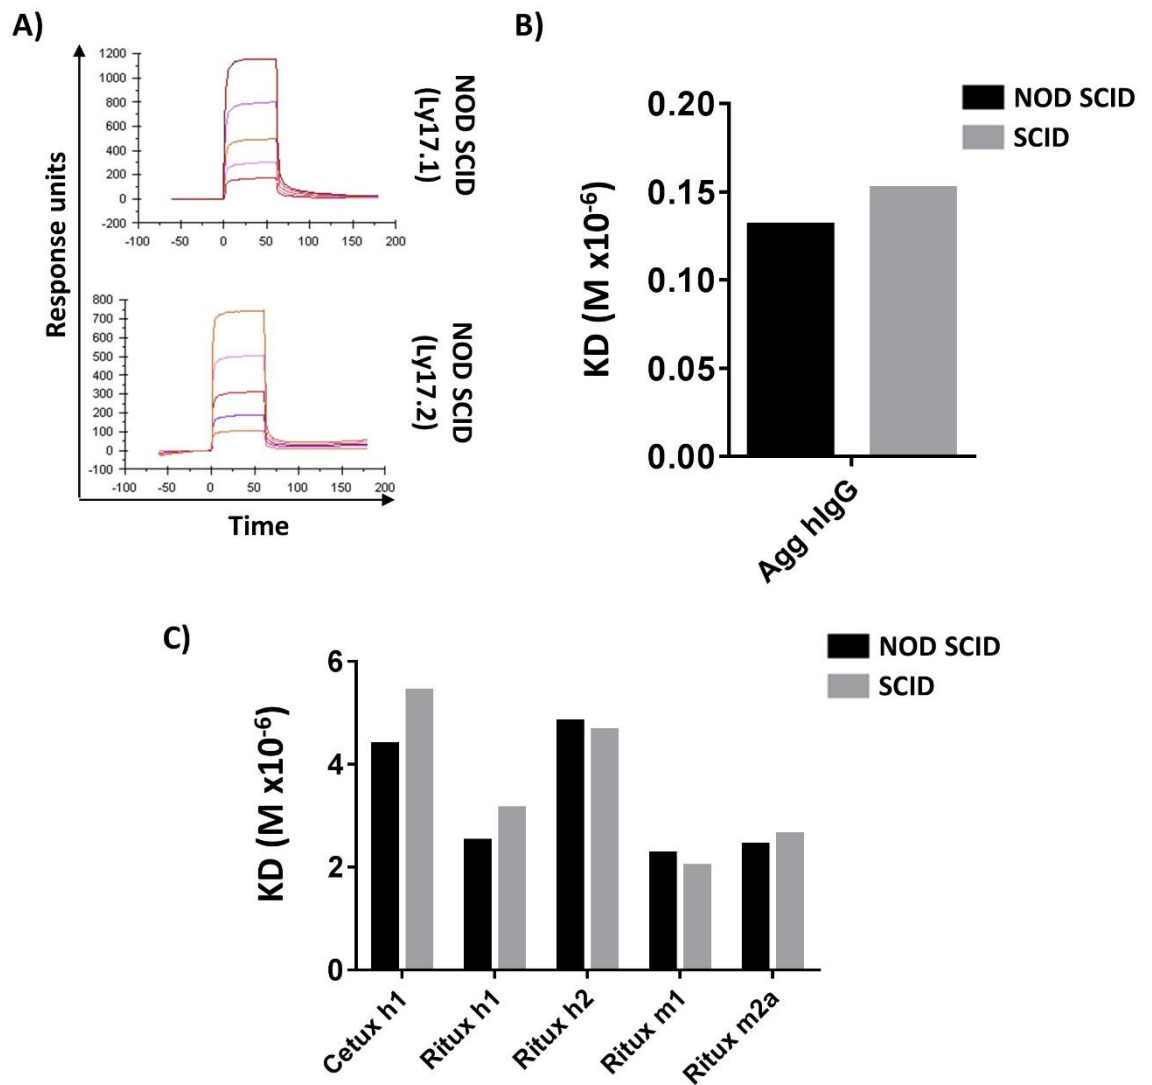 A)
Response units
1200
1000
800
600
400
200
0
-200
-100 -50 0 50 100 150 200
NOD SCID
(Ly17.1)
800
700
600
500
400
300
200
100
0
-100
-100 -50 0 50 100 150 200
NOD SCID
(Ly17.2)
Time
B)
NOD SCID
SCID
KD (M x10⁻⁶)
0.20
0.15
0.10
0.05
0.00
Agg hIgG
C)
NOD SCID
SCID
KD (M x10⁻⁶)
6
4
2
0
Cetux h1
Ritux h1
Ritux h2
Ritux m1
Ritux m2a